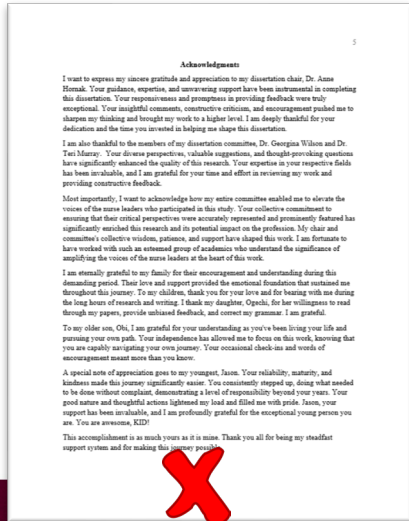 5
Acknowledgments
I want to express my sincere gratitude and appreciation to my dissertation chair, Dr. Anne
Hornak. Your guidance, expertise, and unwavering support have been instrumental in completing
this dissertation. Your responsiveness and promptness in providing feedback were truly
exceptional. Your insightful comments, constructive criticism, and encouragement pushed me to
sharpen my thinking and brought my work to a higher level. I am deeply thankful for your
dedication and the time you invested in helping me shape this dissertation.
I am also thankful to the members of my dissertation committee, Dr. Georgina Wilson and Dr.
Teri Murray. Your diverse perspectives, valuable suggestions, and thought-provoking questions
have significantly enhanced the quality of this research. Your expertise in your respective fields
has been invaluable, and I am grateful for your time and effort in reviewing my work and
providing constructive feedback.
Most importantly, I want to acknowledge how my entire committee enabled me to elevate the
voices of the nurse leaders who participated in this study. Your collective commitment to
ensuring that their critical perspectives were accurately represented and prominently featured has
significantly enriched this research and its potential impact on the profession. My chair and
committee's collective wisdom, patience, and support have shaped this work. I am fortunate to
have worked with such an esteemed group of academics who understand the significance of
amplifying the voices of the nurse leaders at the heart of this work.
I am eternally grateful to my family for their encouragement and understanding during this
demanding period. Their love and support provided the emotional foundation that sustained me
throughout this journey. To my children, thank you for your love and for bearing with me during
the long hours of research and writing. I thank my daughter, Ogechi, for her willingness to read
through my papers, provide unbiased feedback, and correct my grammar. I am grateful.
To my older son, Obi, I am grateful for your understanding as you've been living your life and
pursuing your own path. Your independence has allowed me to focus on this work, knowing that
you are capably navigating your own journey. Your occasional check-ins and words of
encouragement meant more than you know.
A special note of appreciation goes to my youngest, Jason. Your reliability, maturity, and
kindness made this journey significantly easier. You consistently stepped up, doing what needed
to be done without complaint, demonstrating a level of responsibility beyond your years. Your
good nature and thoughtful actions lightened my load and filled me with pride. Jason, your
support has been invaluable, and I am profoundly grateful for the exceptional young person you
are. You are awesome, KID!
This accomplishment is as much yours as it is mine. Thank you all for being my steadfast
support system and for making this journey possible